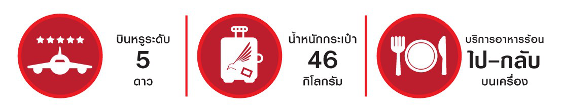 บินหรูระดับ
5
ดาว
น้ำหนักกระเป๋า
46
กิโลกรัม
บริการอาหารร้อน
ไป-กลับ
บนเครื่อง